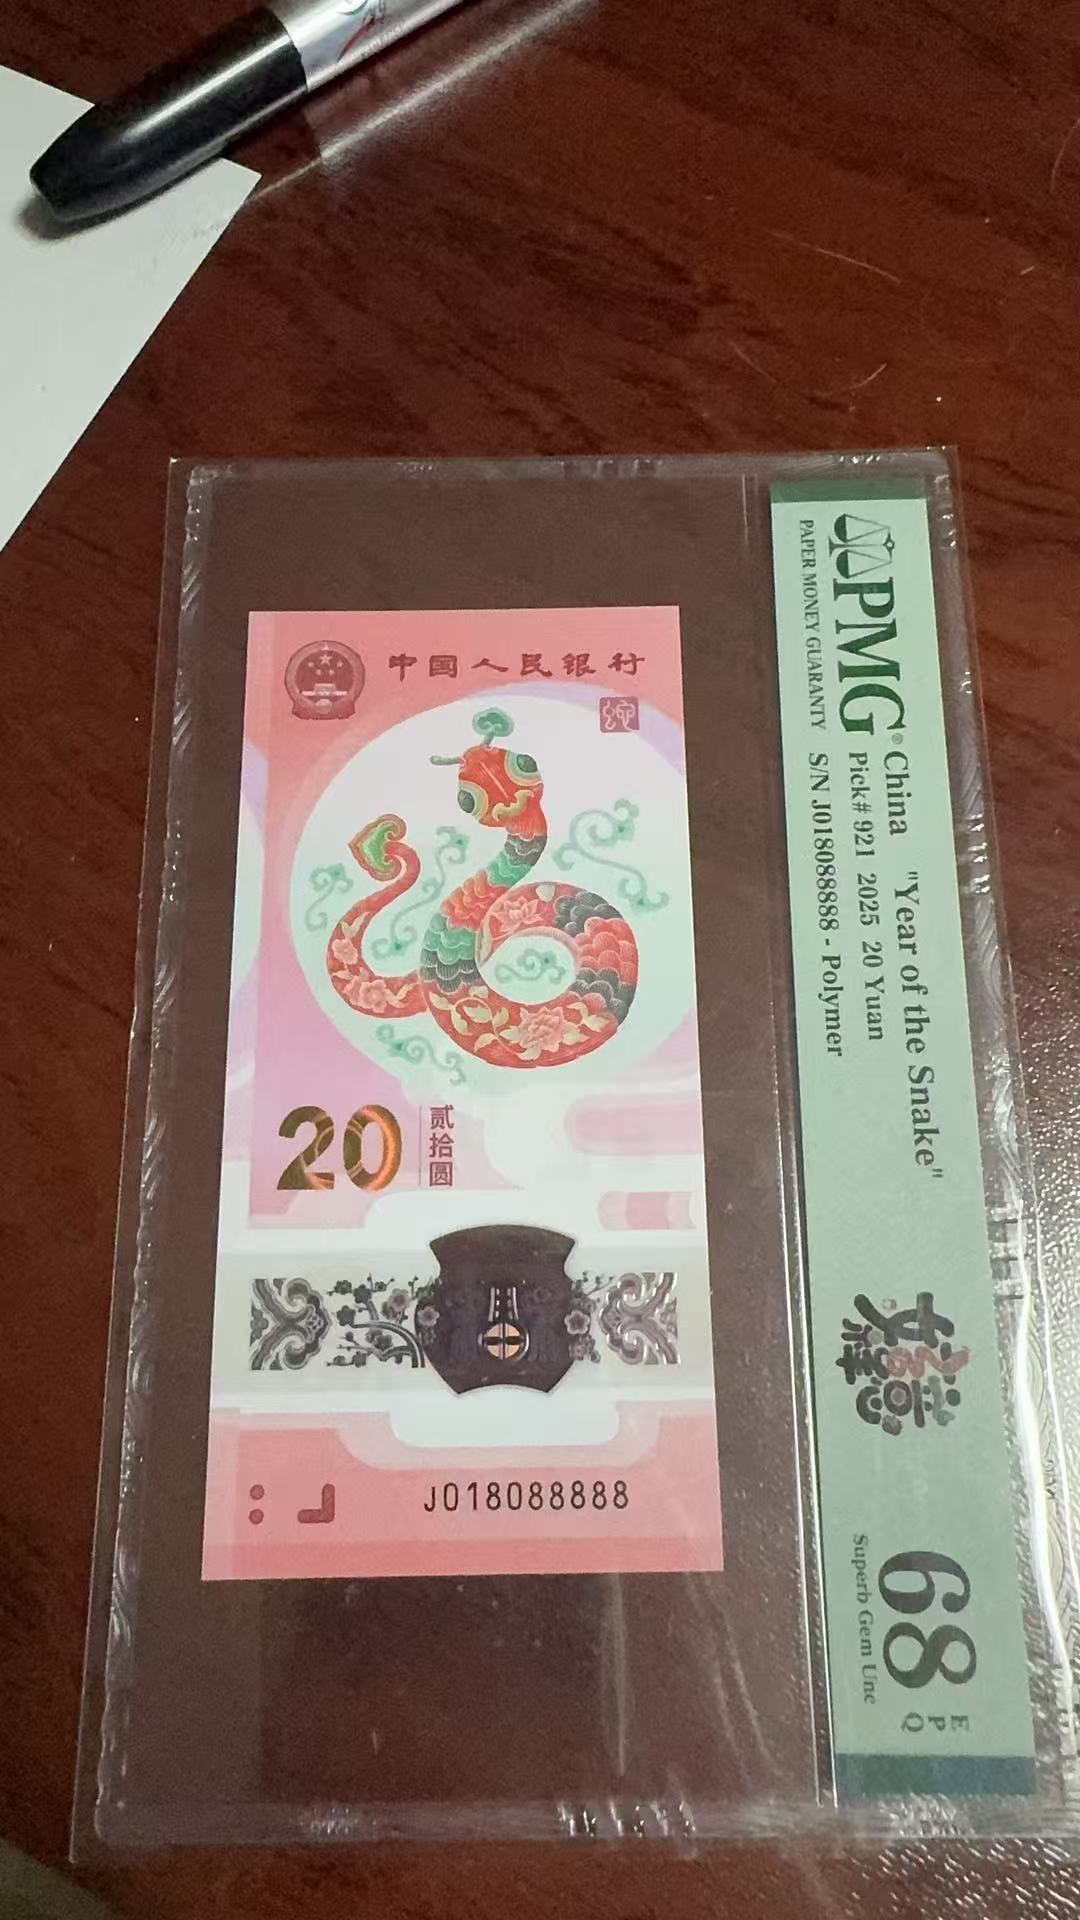 中国人民银行
蛇
20 贰拾圆
J018088888
PMG®
PAPER MONEY GUARANTY
China "Year of the Snake"
Pick# 921 2025 20 Yuan
S/N J018088888 - Polymer
68 EPQ
Superb Gem Unc